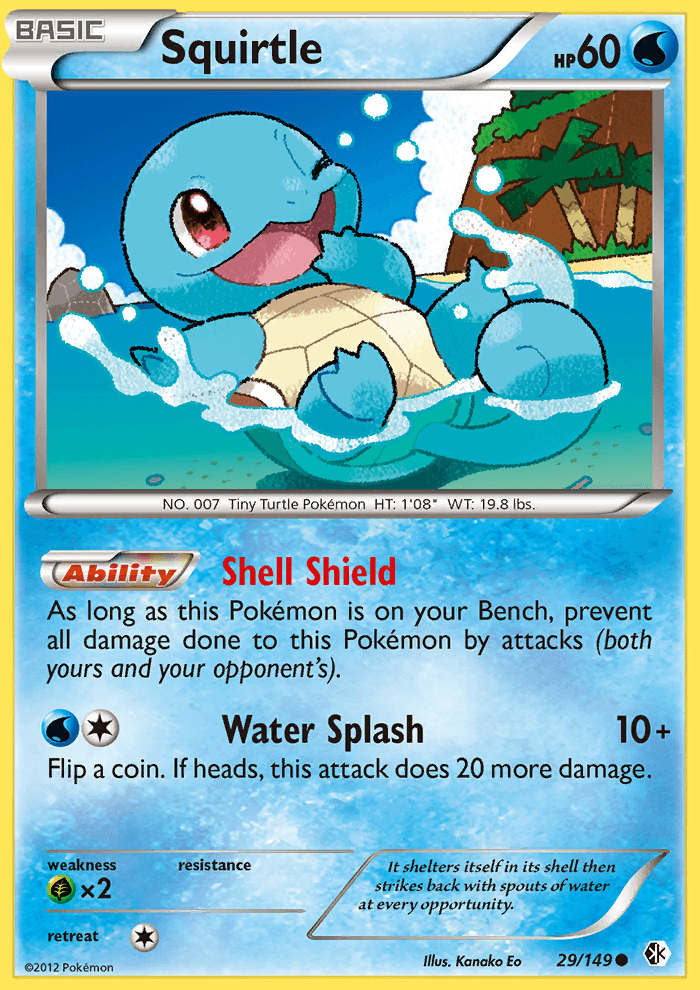 BASIC
Squirtle
HP60
NO. 007 Tiny Turtle Pokémon HT: 1'08" WT: 19.8 lbs.
Ability Shell Shield
As long as this Pokémon is on your Bench, prevent
all damage done to this Pokémon by attacks (both
yours and your opponent's).
Water Splash 10+
Flip a coin. If heads, this attack does 20 more damage.
weakness resistance
×2
It shelters itself in its shell then
strikes back with spouts of water
at every opportunity.
retreat
©2012 Pokémon
Illus. Kanako Eo 29/149